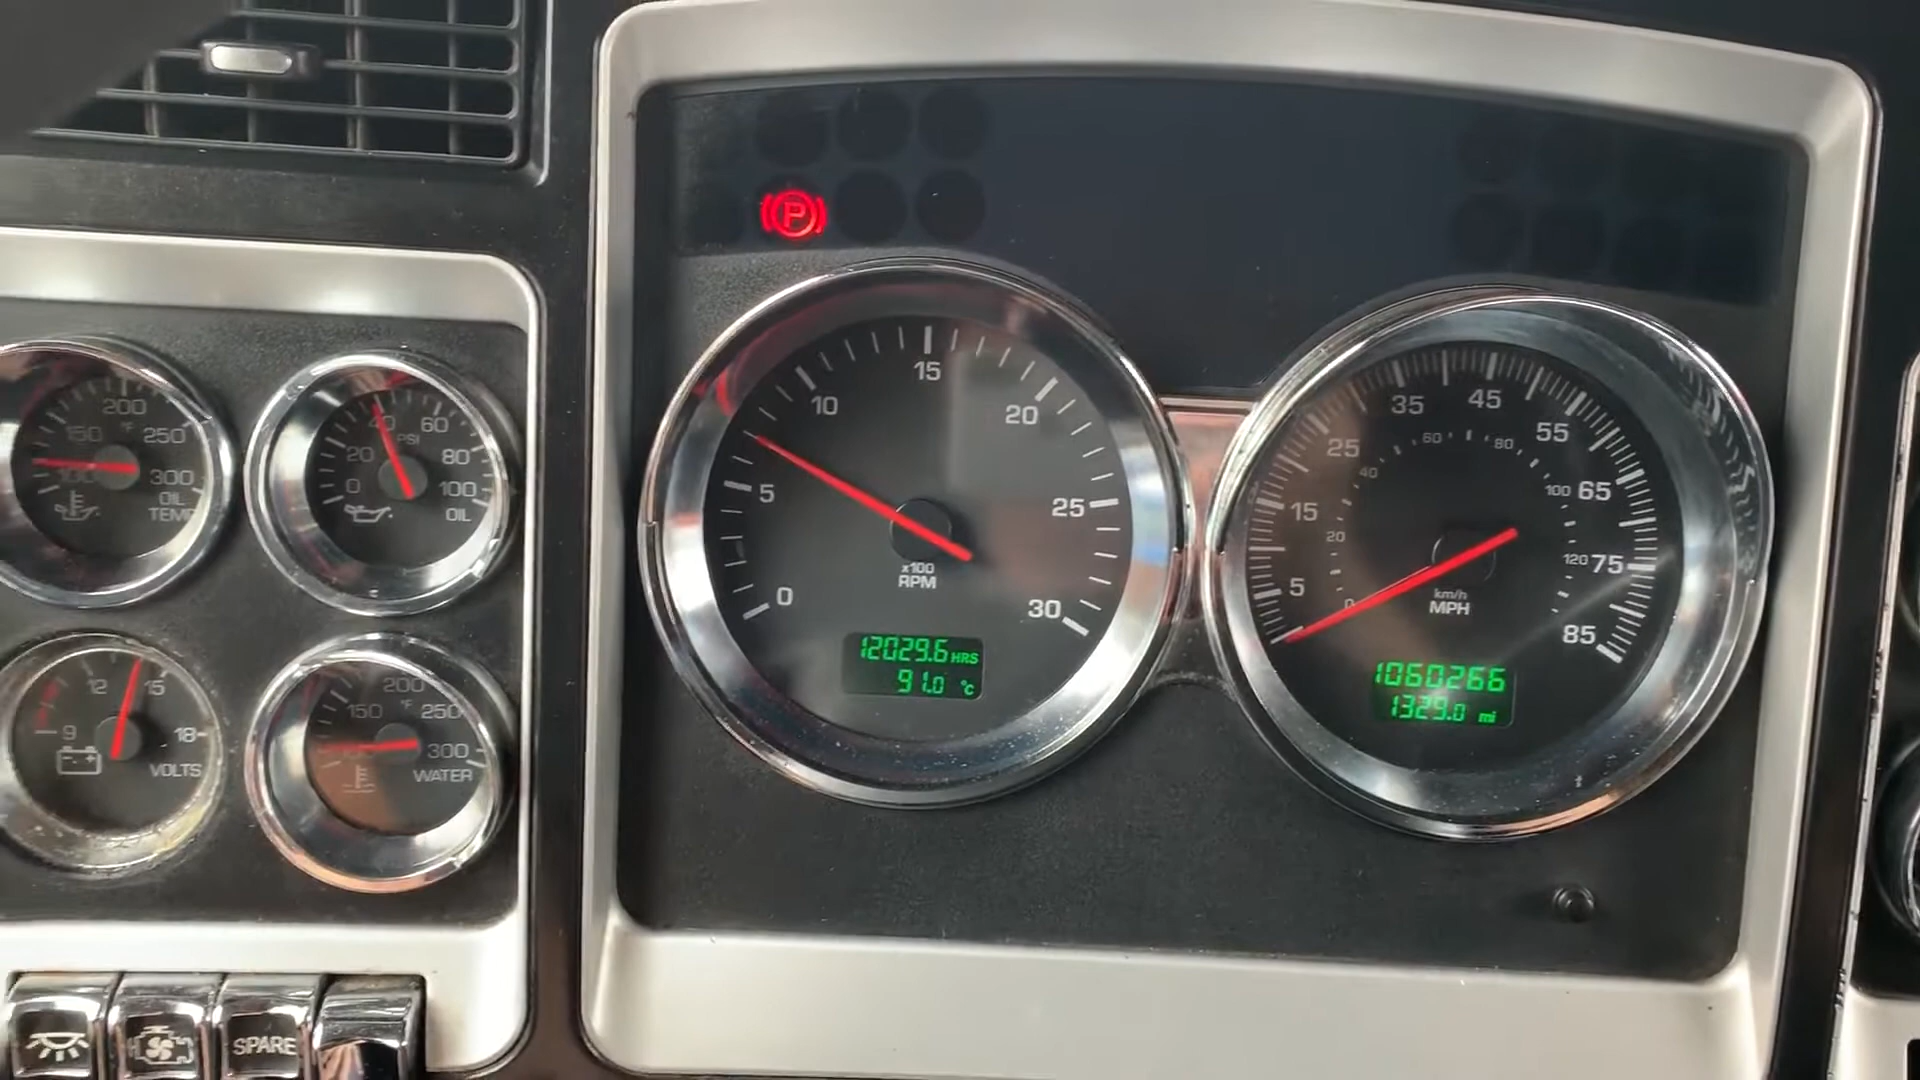 200
150 °F 250
100 300
OIL
TEMP
40 60
PSI
20 80
0 100
OIL
12 15
9 18
VOLTS
200
150 °F 250
300
WATER
SPARE
P
15
10 20
5 25
x100
RPM
0 30
12029.6 HRS
91.0 °C
35 45
25 55
60 80
40
15 100 65
20
120 75
5
km/h
0 MPH
85
1060266
1329.0 mi